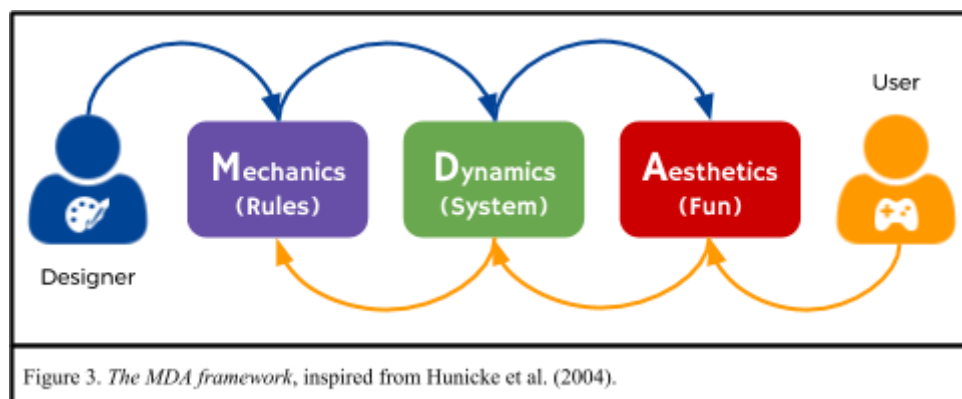 User
Mechanics
(Rules)
Dynamics
(System)
Aesthetics
(Fun)
Designer
Figure 3. The MDA framework, inspired from Hunicke et al. (2004).